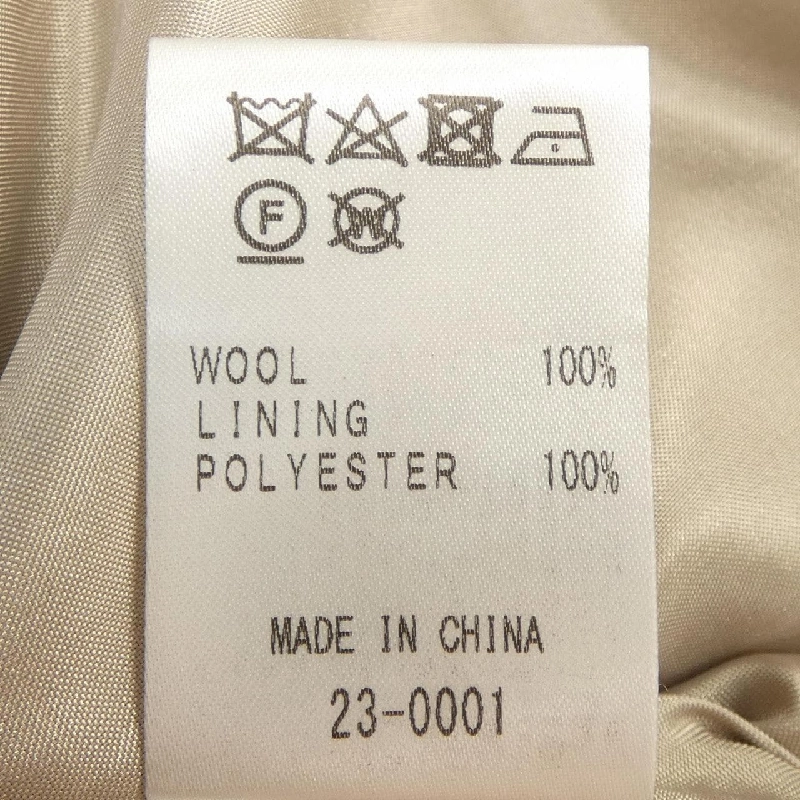 F W
WOOL 100%
LINING
POLYESTER 100%
MADE IN CHINA
23-0001